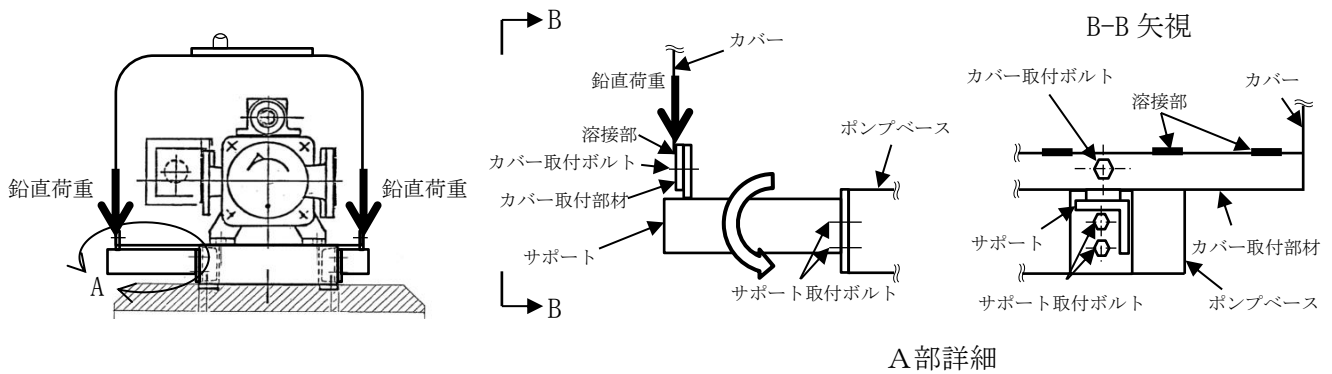 鉛直荷重
鉛直荷重
A
B
B
カバー
鉛直荷重
溶接部
カバー取付ボルト
カバー取付部材
サポート
ポンプベース
サポート取付ボルト
B-B 矢視
カバー取付ボルト
溶接部
カバー
サポート
サポート取付ボルト
カバー取付部材
ポンプベース
A部詳細